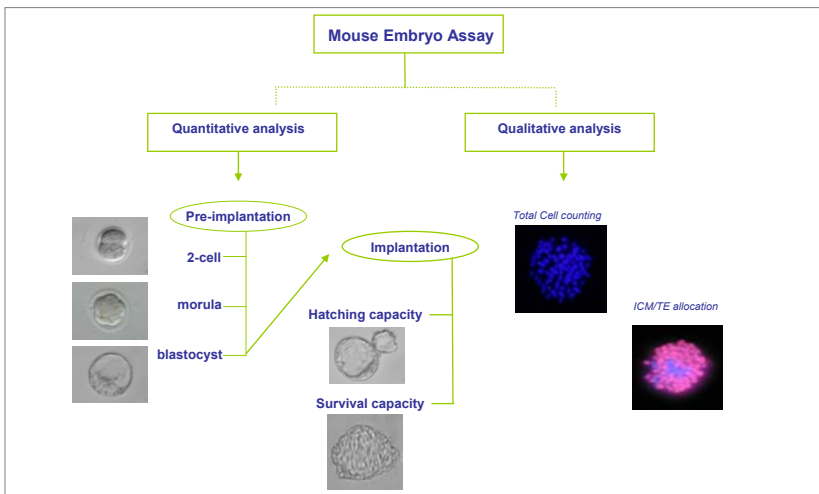 Mouse Embryo Assay
Quantitative analysis
Qualitative analysis
Pre-implantation
2-cell
morula
blastocyst
Implantation
Hatching capacity
Survival capacity
Total Cell counting
ICM/TE allocation